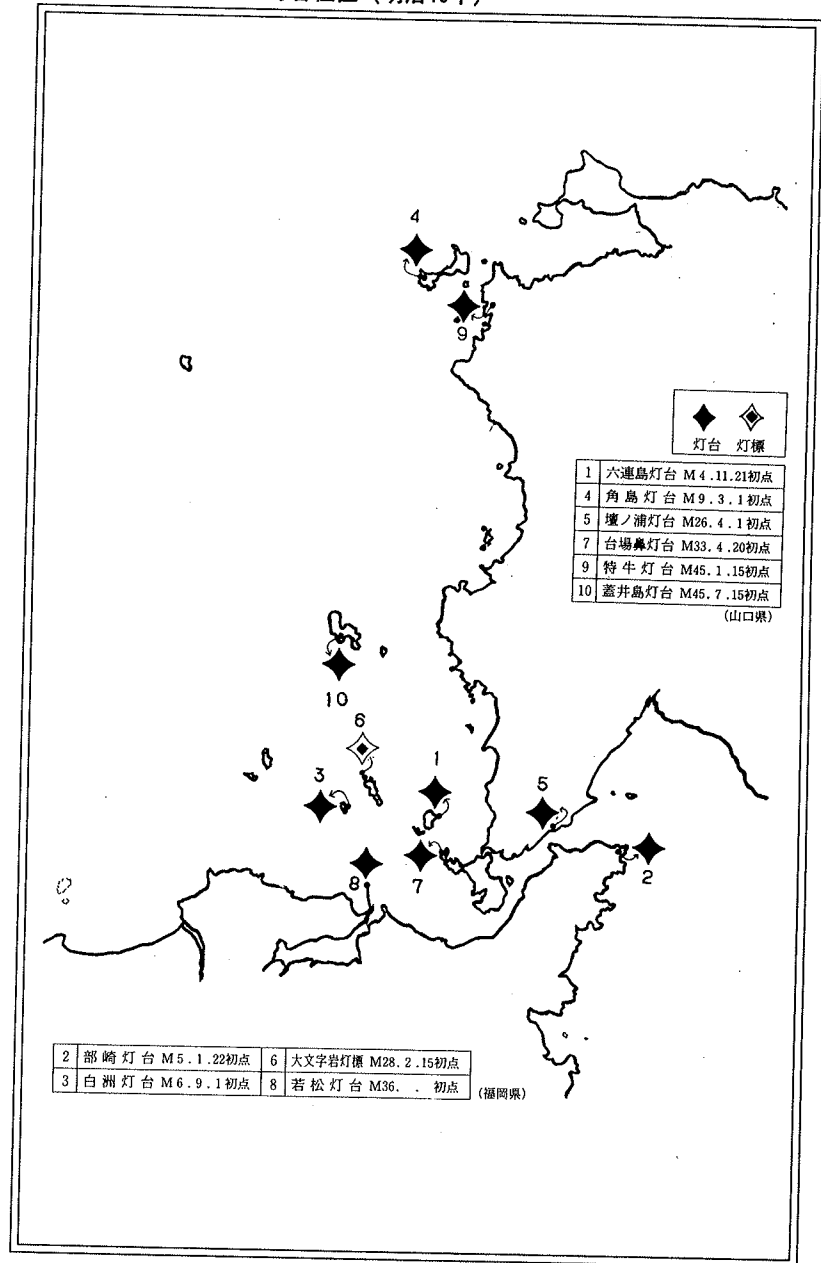 4
9
灯台 灯標
1 六連島灯台 M4.11.21初点
4 角島灯台 M9.3.1初点
5 壇ノ浦灯台 M26.4.1初点
7 台場鼻灯台 M33.4.20初点
9 特牛灯台 M45.1.15初点
10 蓋井島灯台 M45.7.15初点
(山口県)
10
6
3
1
5
8
7
2
2 部崎灯台 M5.1.22初点 6 大文字岩灯標 M28.2.15初点
3 白洲灯台 M6.9.1初点 8 若松灯台 M36. . 初点
(福岡県)